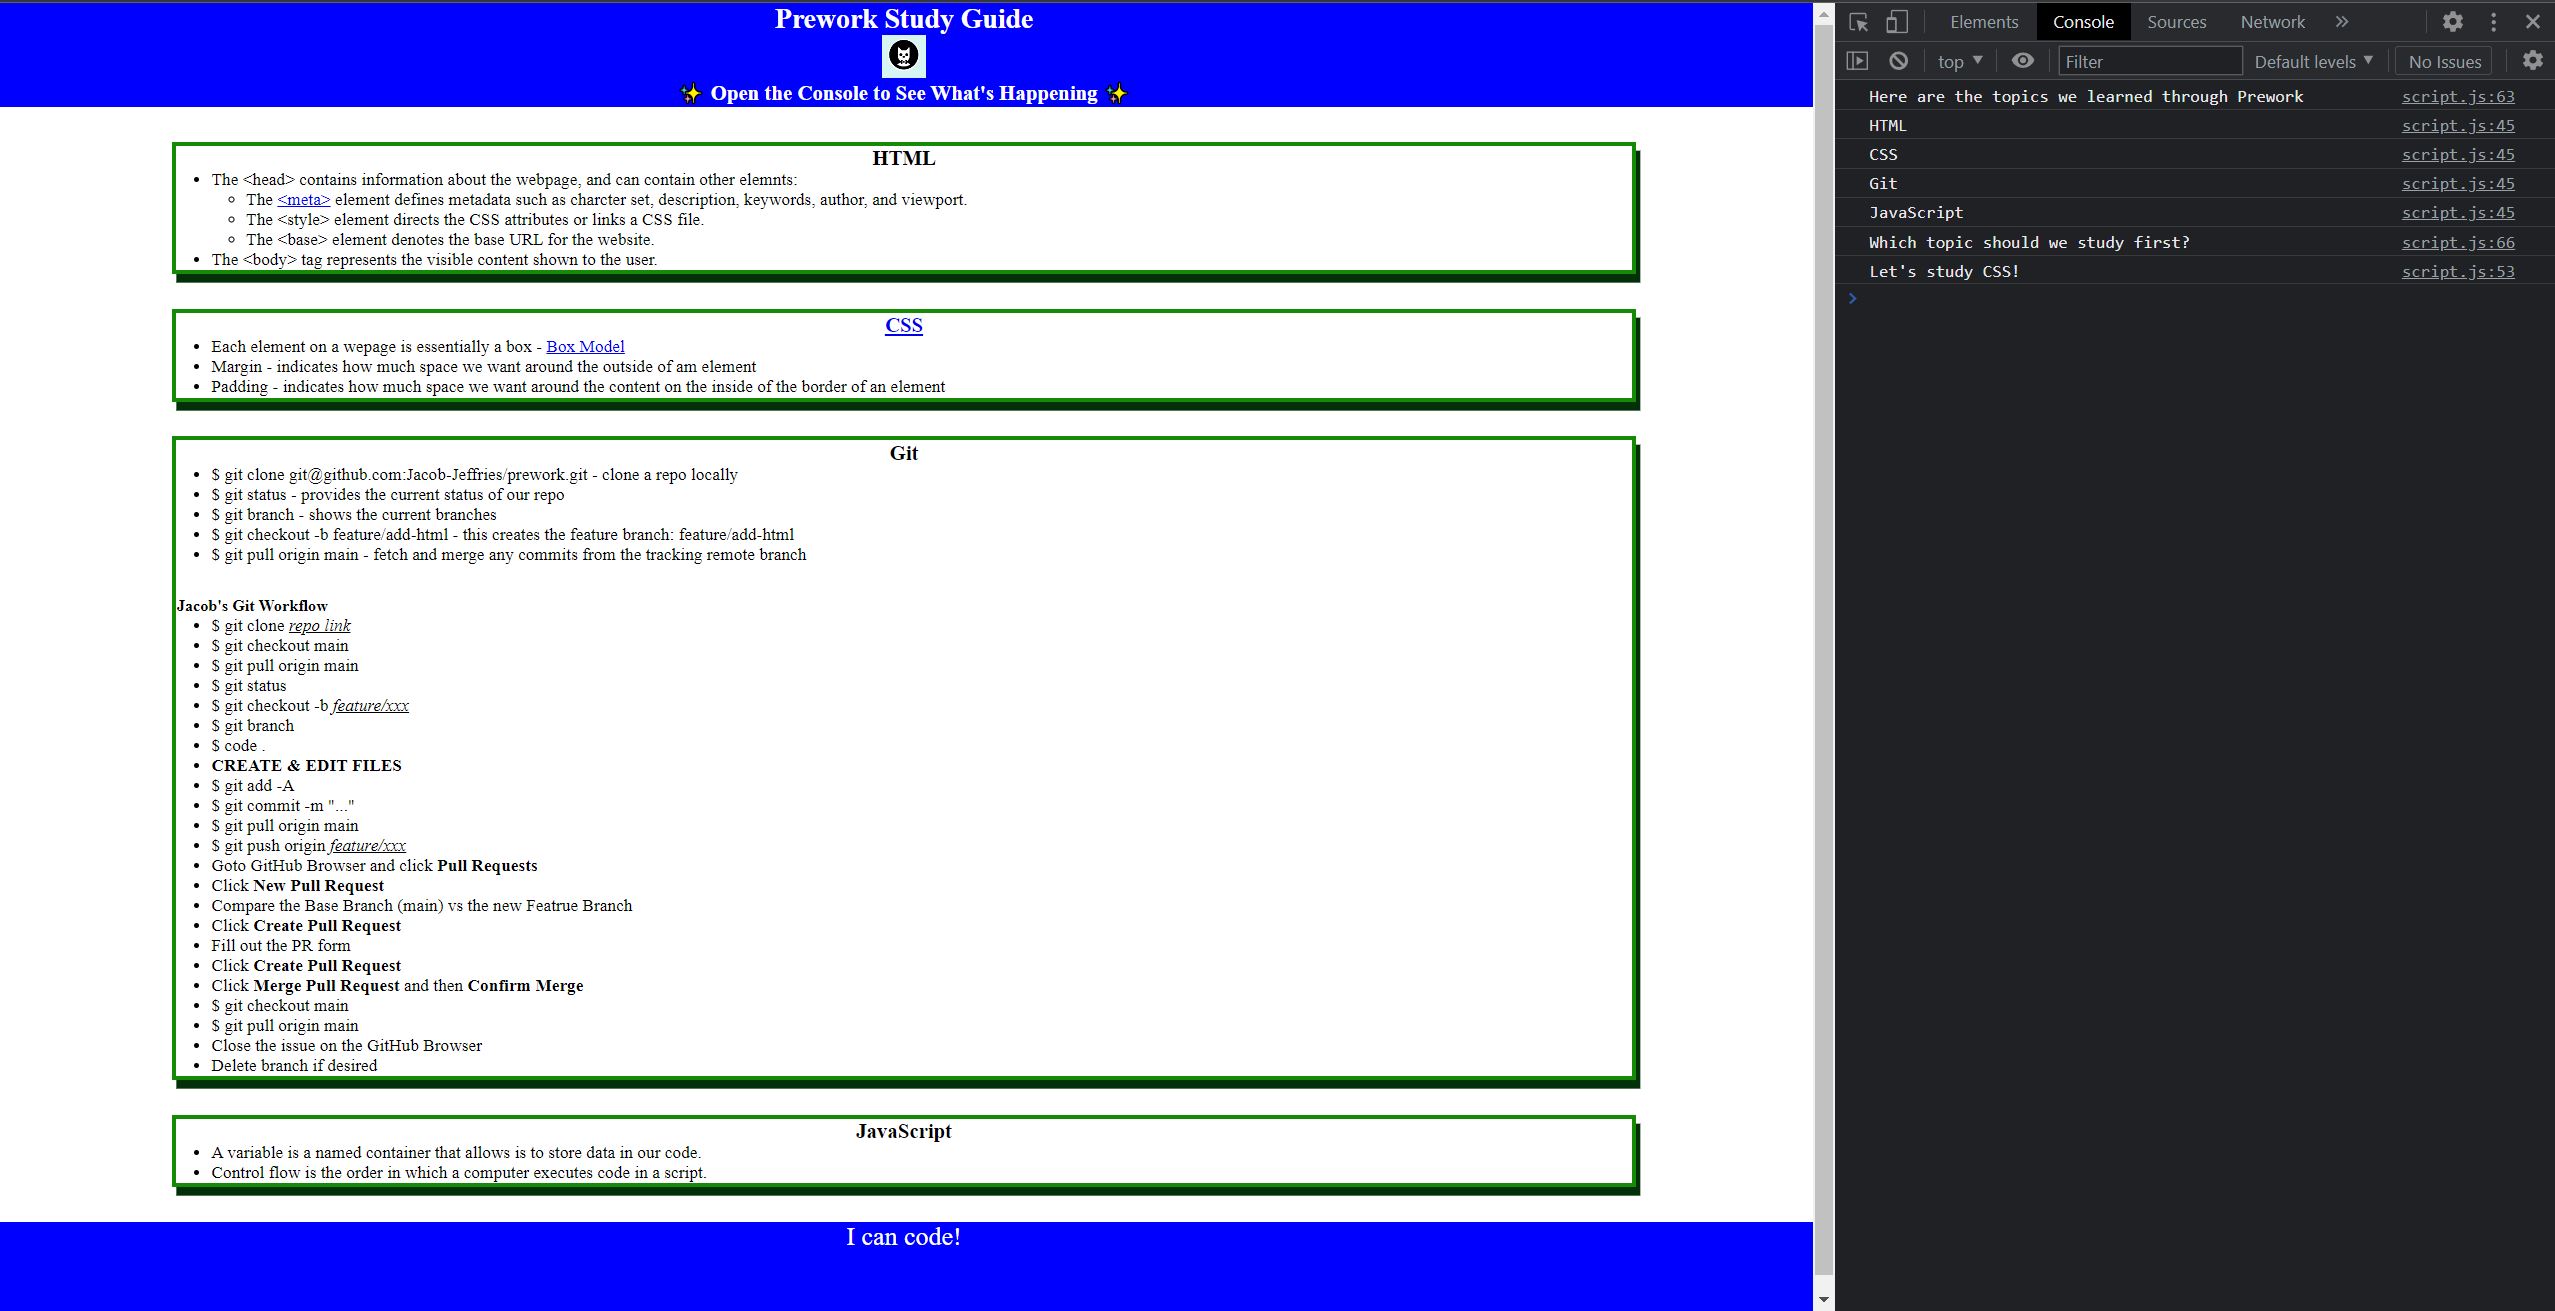 Prework Study Guide
✨ Open the Console to See What's Happening ✨
HTML
The <head> contains information about the webpage, and can contain other elemnts:
The <meta> element defines metadata such as charcter set, description, keywords, author, and viewport.
The <style> element directs the CSS attributes or links a CSS file.
The <base> element denotes the base URL for the website.
The <body> tag represents the visible content shown to the user.
CSS
Each element on a wepage is essentially a box - Box Model
Margin - indicates how much space we want around the outside of am element
Padding - indicates how much space we want around the content on the inside of the border of an element
Git
$ git clone git@github.com:Jacob-Jeffries/prework.git - clone a repo locally
$ git status - provides the current status of our repo
$ git branch - shows the current branches
$ git checkout -b feature/add-html - this creates the feature branch: feature/add-html
$ git pull origin main - fetch and merge any commits from the tracking remote branch
Jacob's Git Workflow
$ git clone repo link
$ git checkout main
$ git pull origin main
$ git status
$ git checkout -b feature/xxx
$ git branch
$ code .
CREATE & EDIT FILES
$ git add -A
$ git commit -m "..."
$ git pull origin main
$ git push origin feature/xxx
Goto GitHub Browser and click Pull Requests
Click New Pull Request
Compare the Base Branch (main) vs the new Featrue Branch
Click Create Pull Request
Fill out the PR form
Click Create Pull Request
Click Merge Pull Request and then Confirm Merge
$ git checkout main
$ git pull origin main
Close the issue on the GitHub Browser
Delete branch if desired
JavaScript
A variable is a named container that allows is to store data in our code.
Control flow is the order in which a computer executes code in a script.
I can code!
Elements Console Sources Network
top Filter Default levels No Issues
Here are the topics we learned through Prework script.js:63
HTML script.js:45
CSS script.js:45
Git script.js:45
JavaScript script.js:45
Which topic should we study first? script.js:66
Let's study CSS! script.js:53